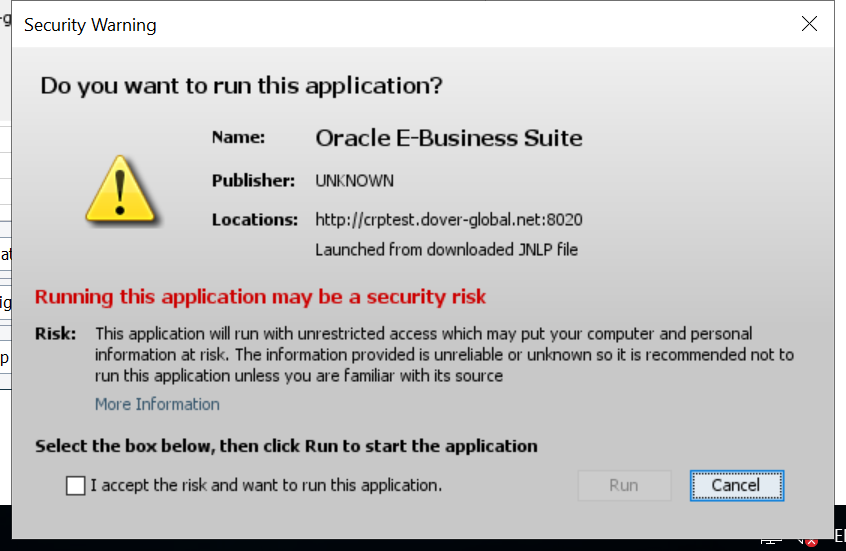 -g
Security Warning
Do you want to run this application?
Name: Oracle E-Business Suite
Publisher: UNKNOWN
Locations: http://crptest.dover-global.net:8020
Launched from downloaded JNLP file
Running this application may be a security risk
Risk: This application will run with unrestricted access which may put your computer and personal
information at risk. The information provided is unreliable or unknown so it is recommended not to
run this application unless you are familiar with its source
More Information
Select the box below, then click Run to start the application
I accept the risk and want to run this application.
Run Cancel
at
ig
p